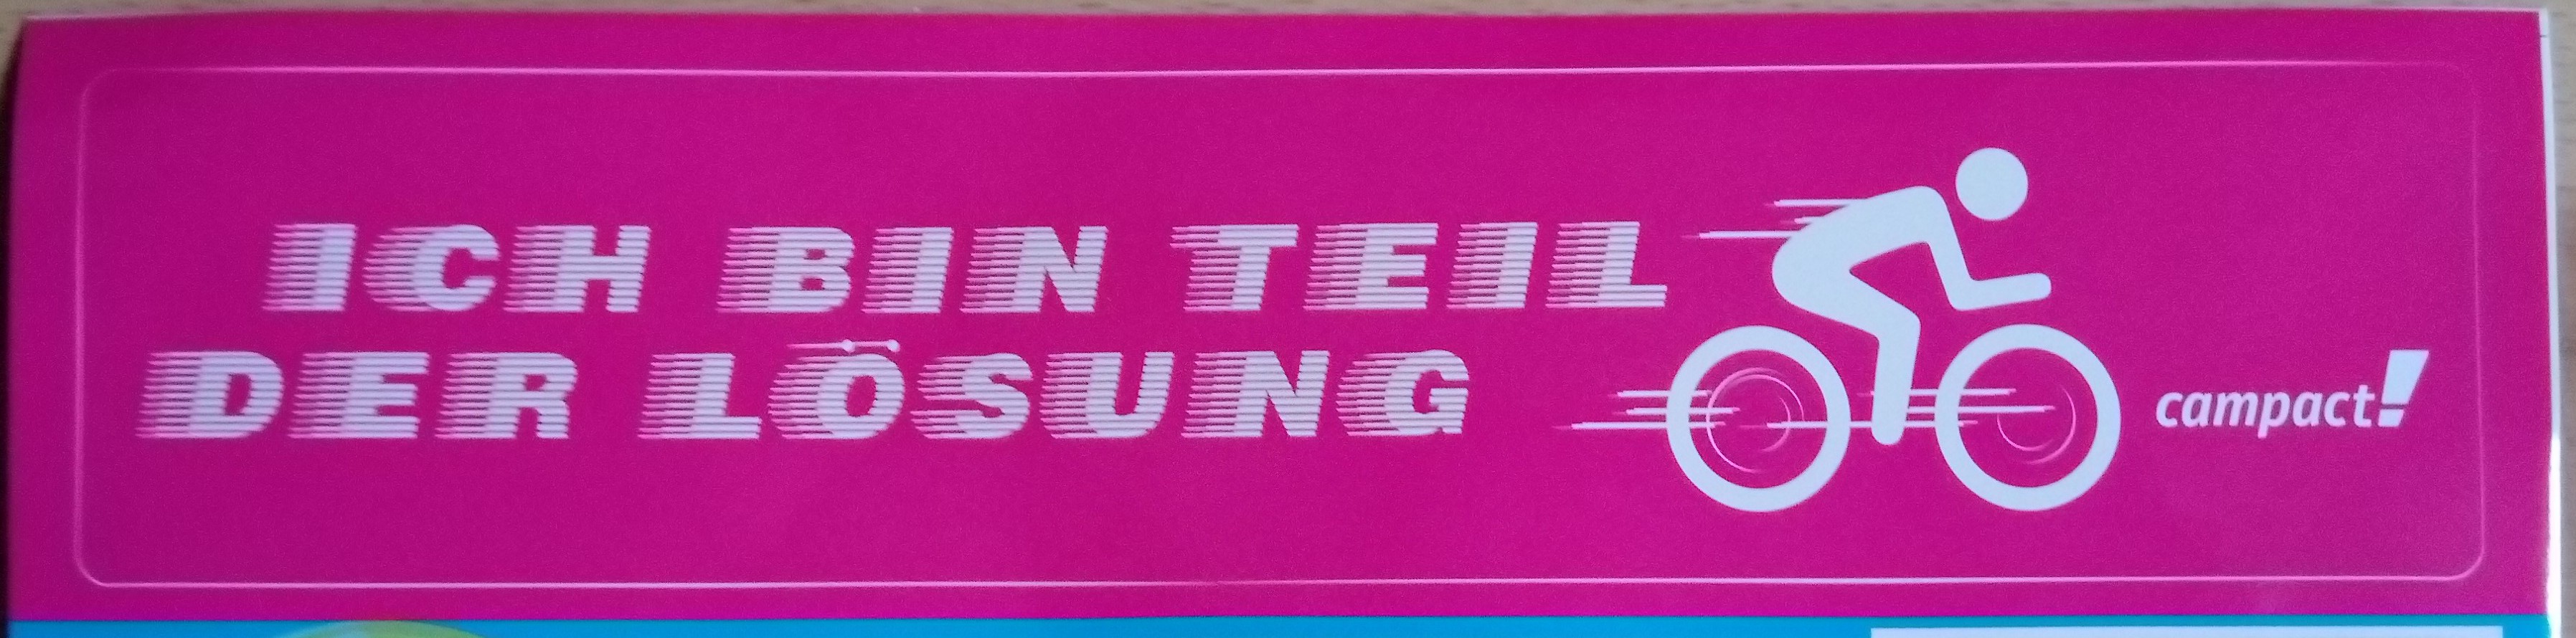 ICH BIN TEIL
DER LÖSUNG
campact!